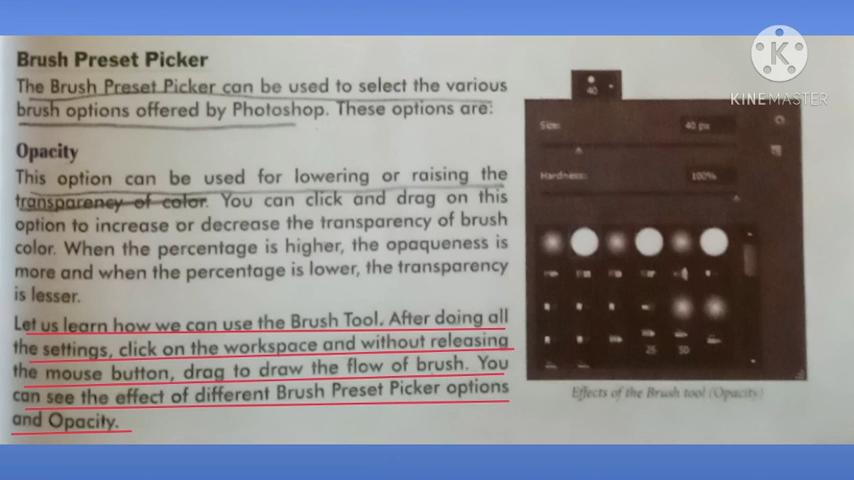 Brush Preset Picker
The Brush Preset Picker can be used to select the various
brush options offered by Photoshop. These options are:
Opacity
This option can be used for lowering or raising the
transparency of color. You can click and drag on this
option to increase or decrease the transparency of brush
color. When the percentage is higher, the opaqueness is
more and when the percentage is lower, the transparency
is lesser.
Let us learn how we can use the Brush Tool. After doing all
the settings, click on the workspace and without releasing
the mouse button, drag to draw the flow of brush. You
can see the effect of different Brush Preset Picker options
and Opacity.
40
Size:
40 px
Hardness:
100%
25
50
Effects of the Brush tool (Opacity)
K
KINEMASTER